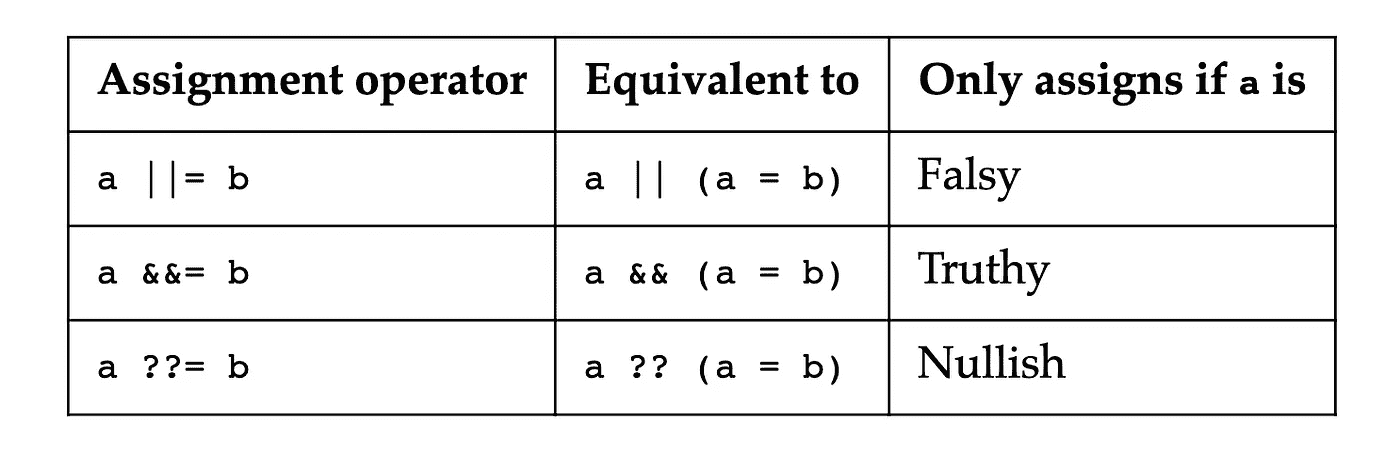 Assignment operator Equivalent to Only assigns if a is
a ||= b a || (a = b) Falsy
a &&= b a && (a = b) Truthy
a ??= b a ?? (a = b) Nullish